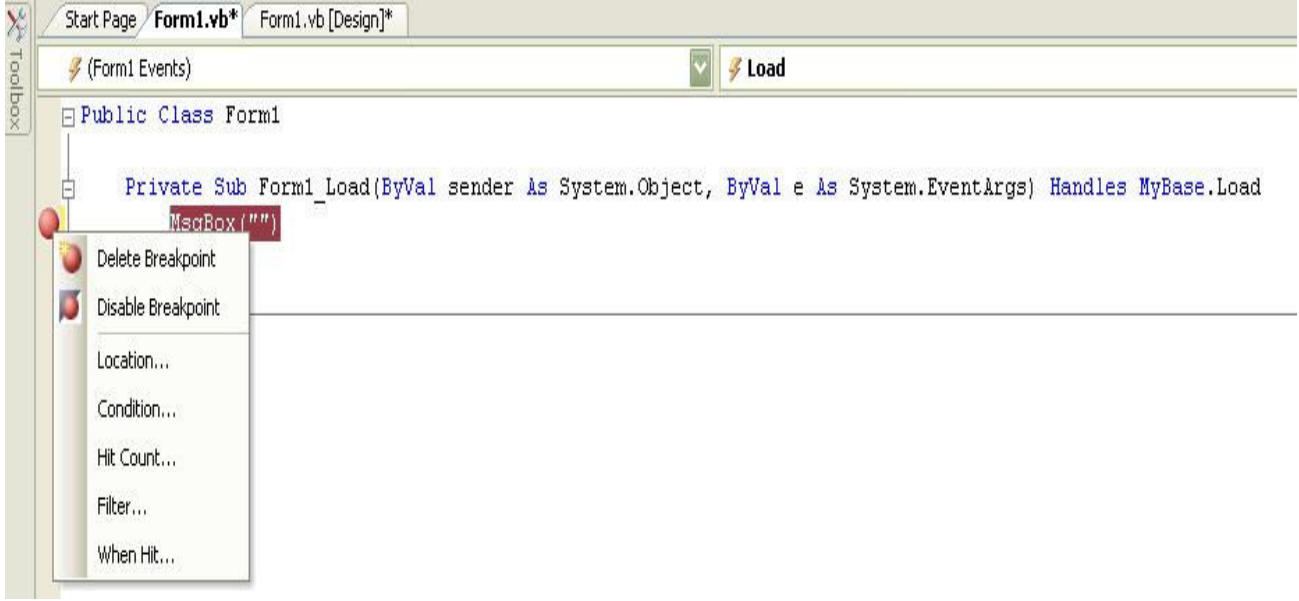 Start Page Form1.vb* Form1.vb [Design]*
Toolbox
(Form1 Events) Load
Public Class Form1
Private Sub Form1_Load(ByVal sender As System.Object, ByVal e As System.EventArgs) Handles MyBase.Load
MsgBox("")
Delete Breakpoint
Disable Breakpoint
Location...
Condition...
Hit Count...
Filter...
When Hit...